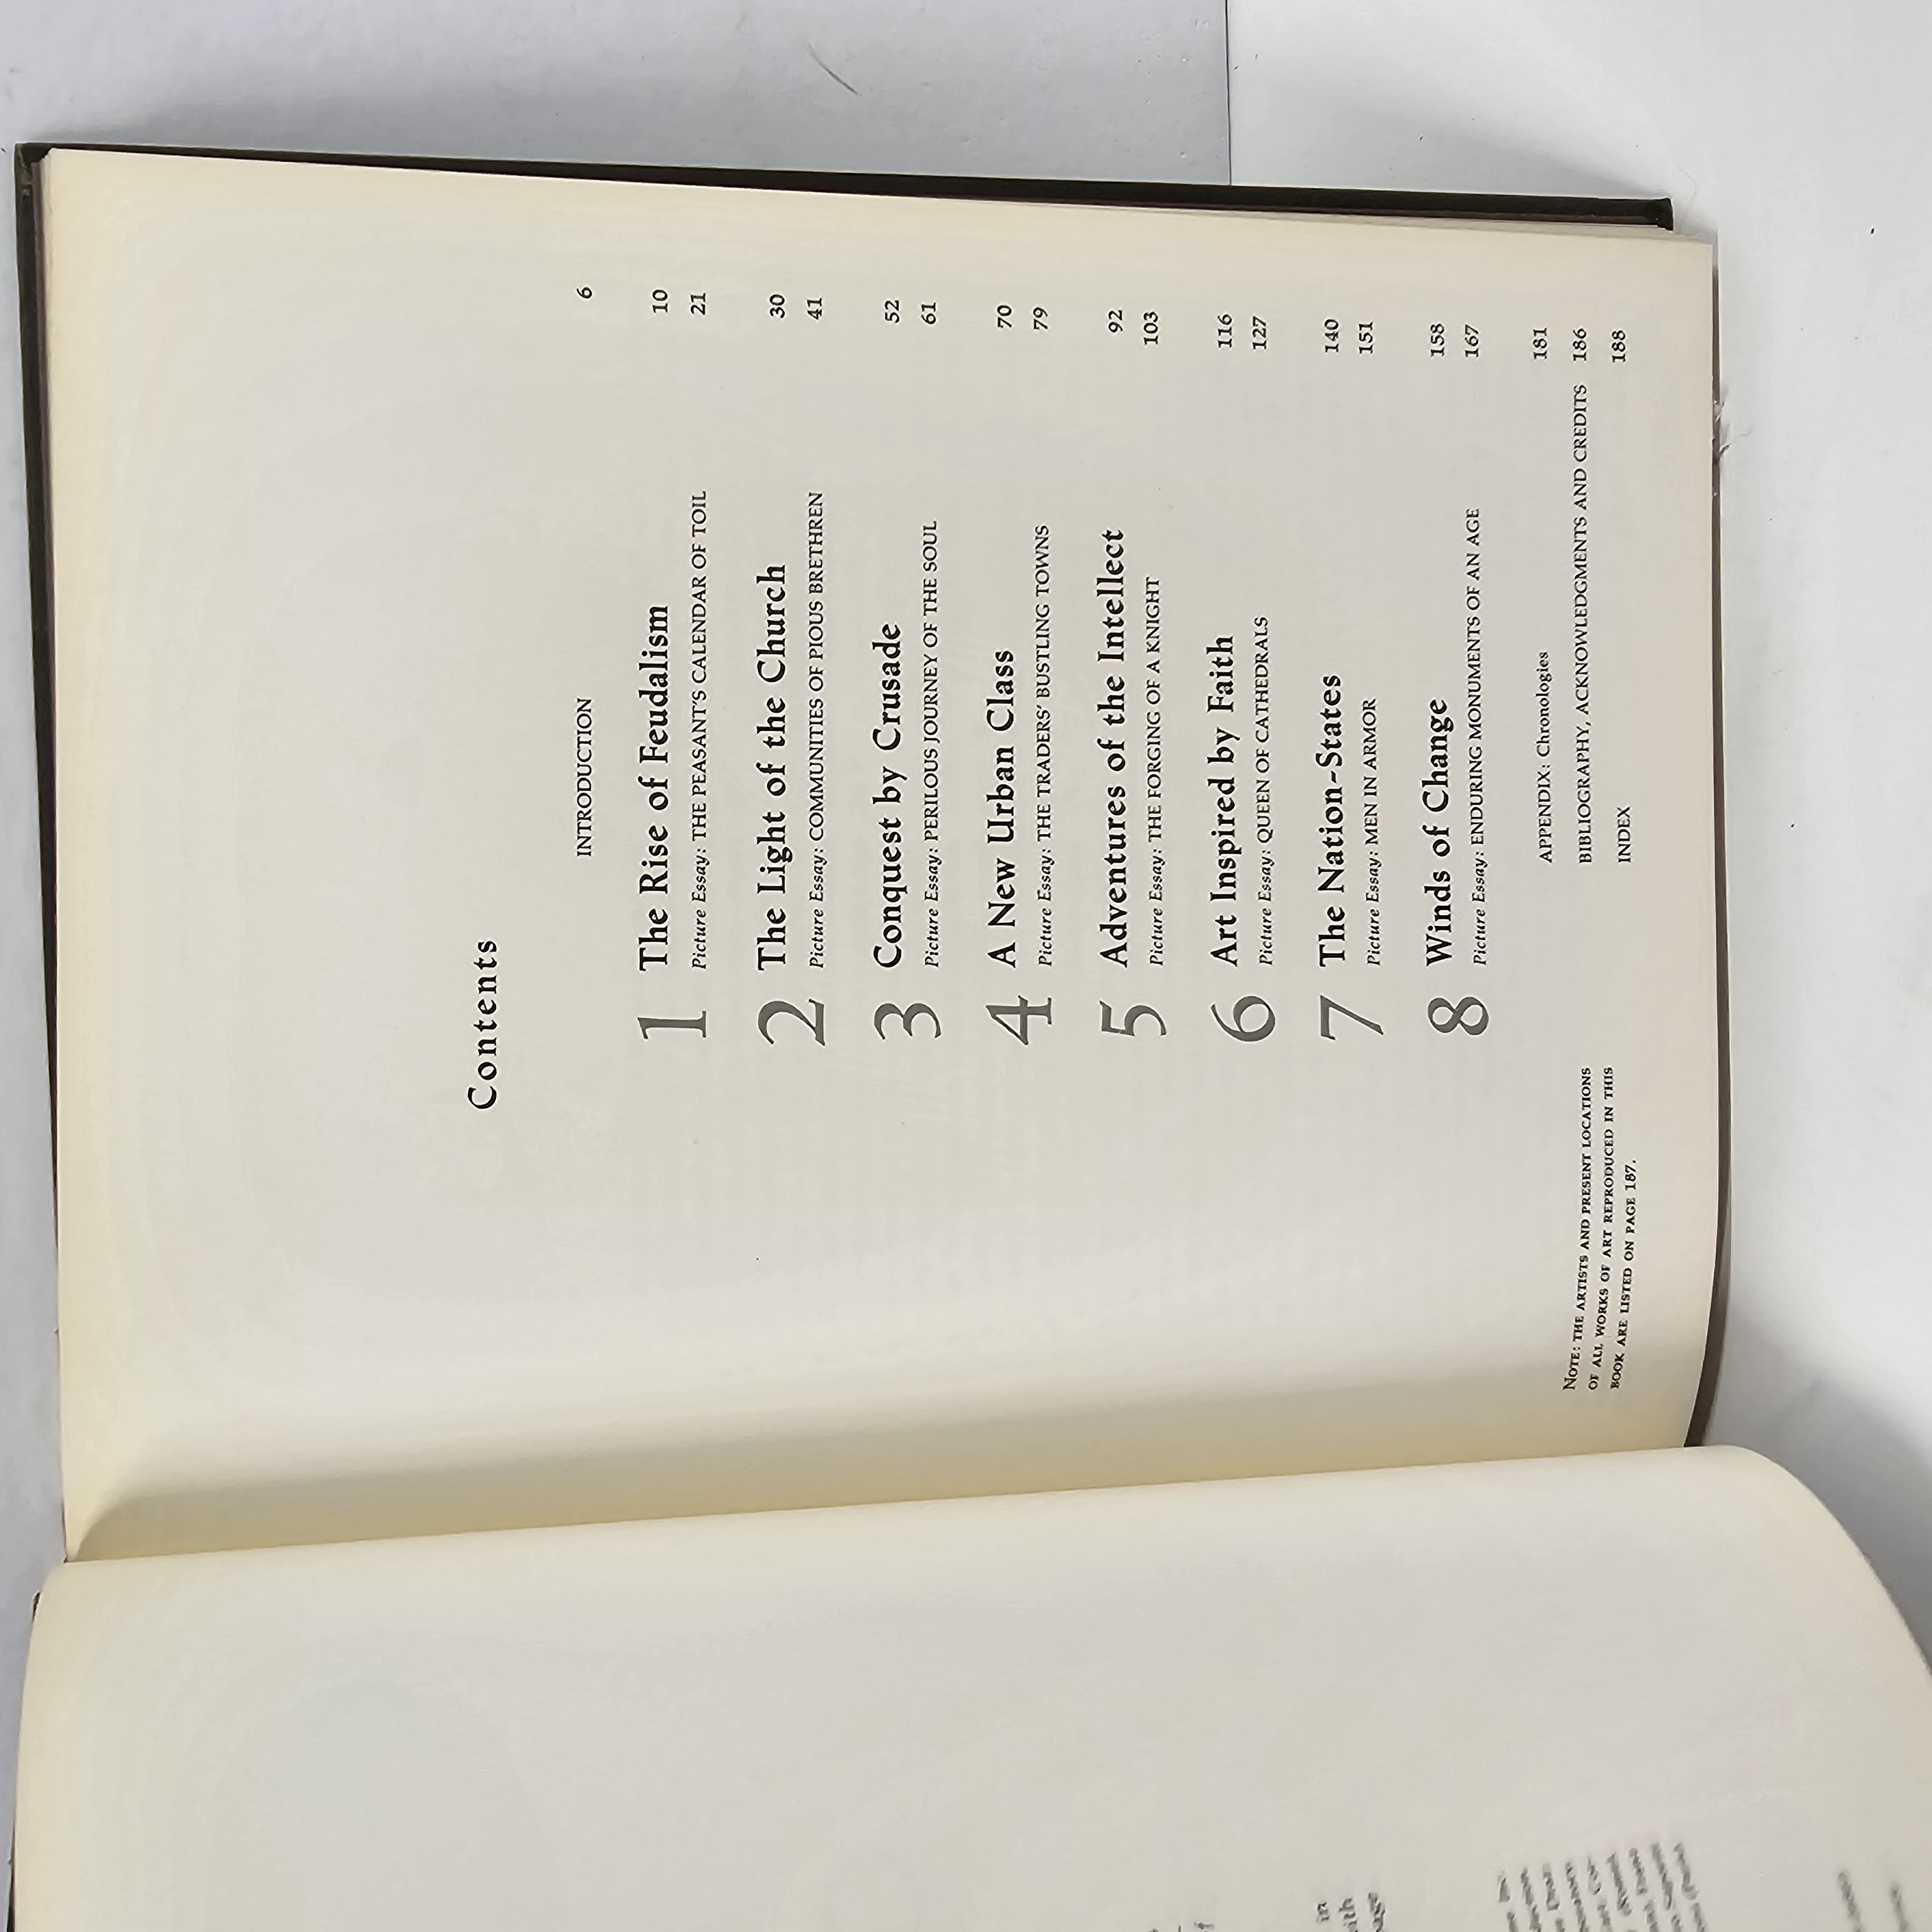 in
Contents
INTRODUCTION 6
1 The Rise of Feudalism 10
Picture Essay: THE PEASANT'S CALENDAR OF TOIL 21
2 The Light of the Church 30
Picture Essay: COMMUNITIES OF PIOUS BRETHREN 41
3 Conquest by Crusade 52
Picture Essay: PERILOUS JOURNEY OF THE SOUL 61
4 A New Urban Class 70
Picture Essay: THE TRADERS' BUSTLING TOWNS 79
5 Adventures of the Intellect 92
Picture Essay: THE FORGING OF A KNIGHT 103
6 Art Inspired by Faith 116
Picture Essay: QUEEN OF CATHEDRALS 127
7 The Nation-States 140
Picture Essay: MEN IN ARMOR 151
8 Winds of Change 158
Picture Essay: ENDURING MONUMENTS OF AN AGE 167
APPENDIX: Chronologies 181
BIBLIOGRAPHY, ACKNOWLEDGMENTS AND CREDITS 186
INDEX 188
NOTE: THE ARTISTS AND PRESENT LOCATIONS
OF ALL WORKS OF ART REPRODUCED IN THIS
BOOK ARE LISTED ON PAGE 187.